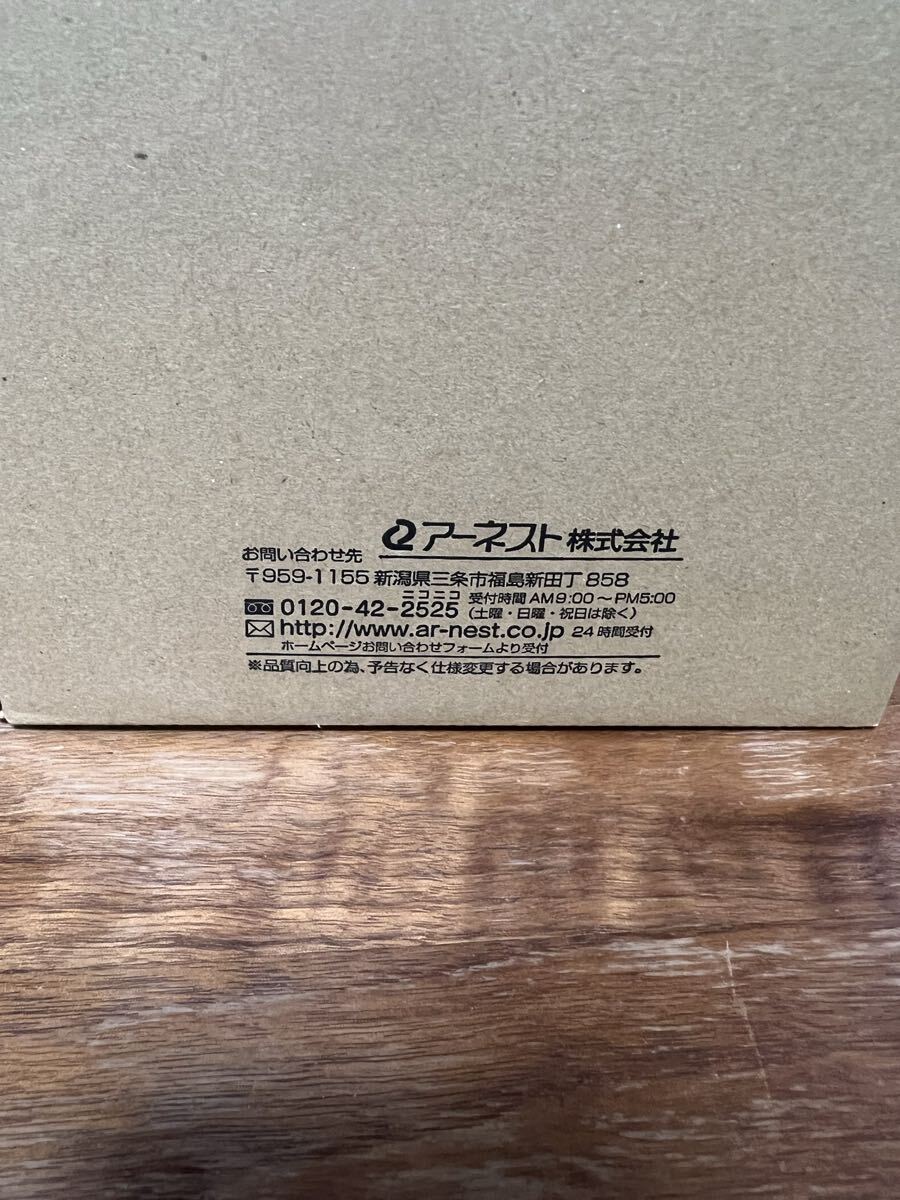 お問い合わせ先 アーネスト株式会社
〒959-1155 新潟県三条市福島新田丁858
ニコニコ
0120-42-2525 受付時間 AM9:00～PM5:00
(土曜・日曜・祝日は除く)
http://www.ar-nest.co.jp 24時間受付
ホームページお問い合わせフォームより受付
※品質向上の為、予告なく仕様変更する場合があります。